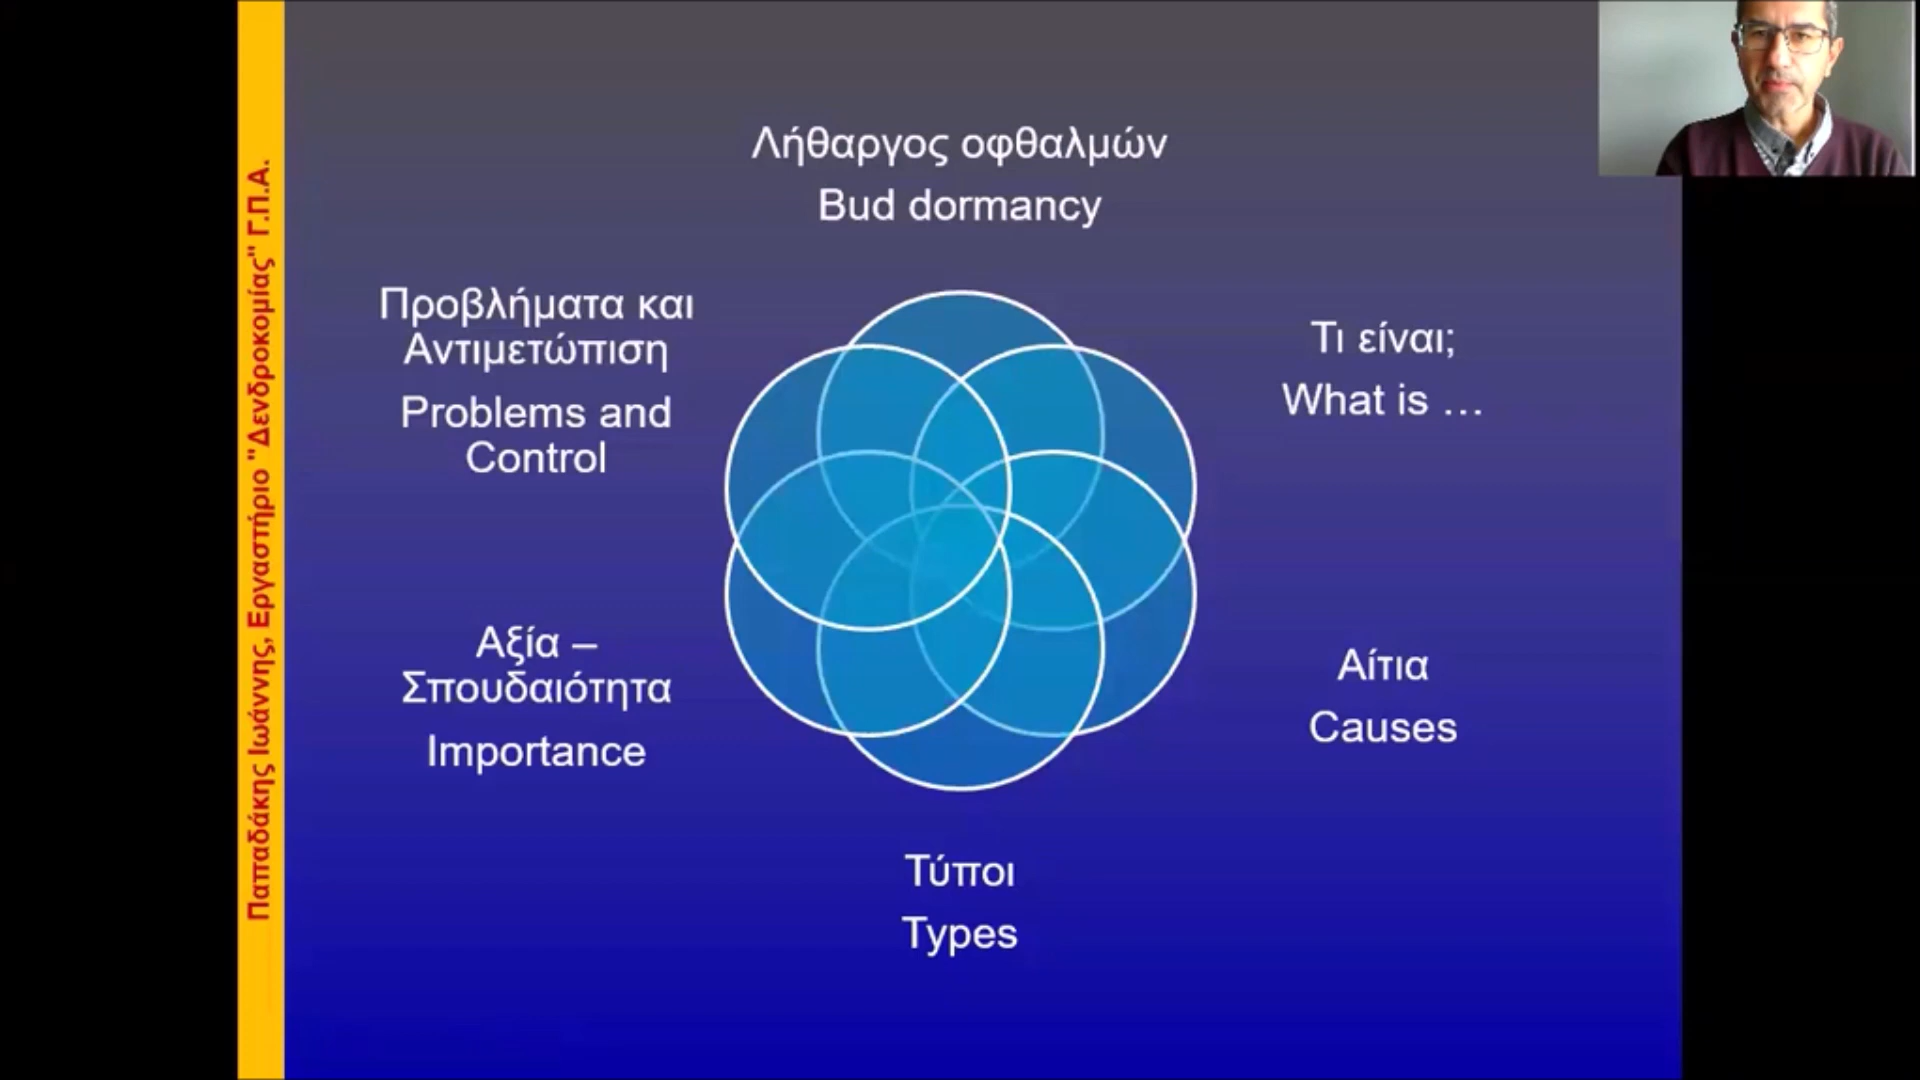 Παπαδάκης Ιωάννης, Εργαστήριο "Δενδροκομίας" Γ.Π.Α.
Λήθαργος οφθαλμών
Bud dormancy
Τι είναι;
What is …
Αίτια
Causes
Τύποι
Types
Αξία –
Σπουδαιότητα
Importance
Προβλήματα και
Αντιμετώπιση
Problems and
Control